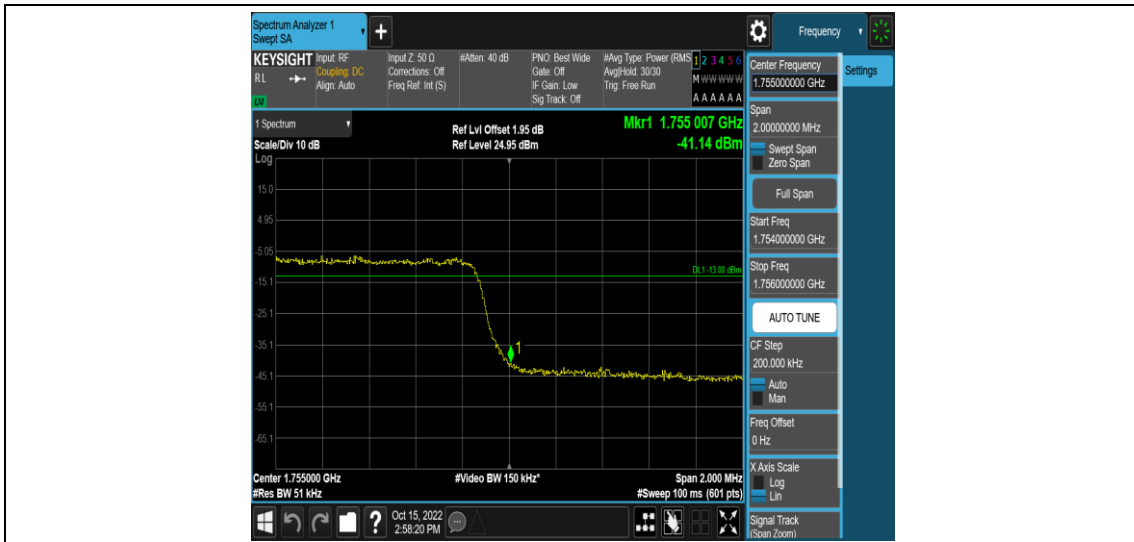 Spectrum Analyzer 1
Swept SA
+
Frequency
KEYSIGHT
RL
LXI
Input: RF
Coupling: DC
Align: Auto
Input Z: 50 Ω
Corrections: Off
Freq Ref: Int (S)
#Atten: 40 dB
PNO: Best Wide
Gate: Off
IF Gain: Low
Sig Track: Off
#Avg Type: Power (RMS
Avg|Hold: 30/30
Trig: Free Run
1 2 3 4 5 6
M W W W W W
A A A A A A
1 Spectrum
Scale/Div 10 dB
Ref Lvl Offset 1.95 dB
Ref Level 24.95 dBm
Mkr1 1.755 007 GHz
-41.14 dBm
Log
15.0
4.95
-5.05
-15.1
-25.1
-35.1
-45.1
-55.1
-65.1
DL1 -13.00 dBm
1
Center 1.755000 GHz
#Res BW 51 kHz
#Video BW 150 kHz*
Span 2.000 MHz
#Sweep 100 ms (601 pts)
?
Oct 15, 2022
2:58:20 PM
Center Frequency
1.755000000 GHz
Settings
Span
2.00000000 MHz
Swept Span
Zero Span
Full Span
Start Freq
1.754000000 GHz
Stop Freq
1.756000000 GHz
AUTO TUNE
CF Step
200.000 kHz
Auto
Man
Freq Offset
0 Hz
X Axis Scale
Log
Lin
Signal Track
(Span Zoom)